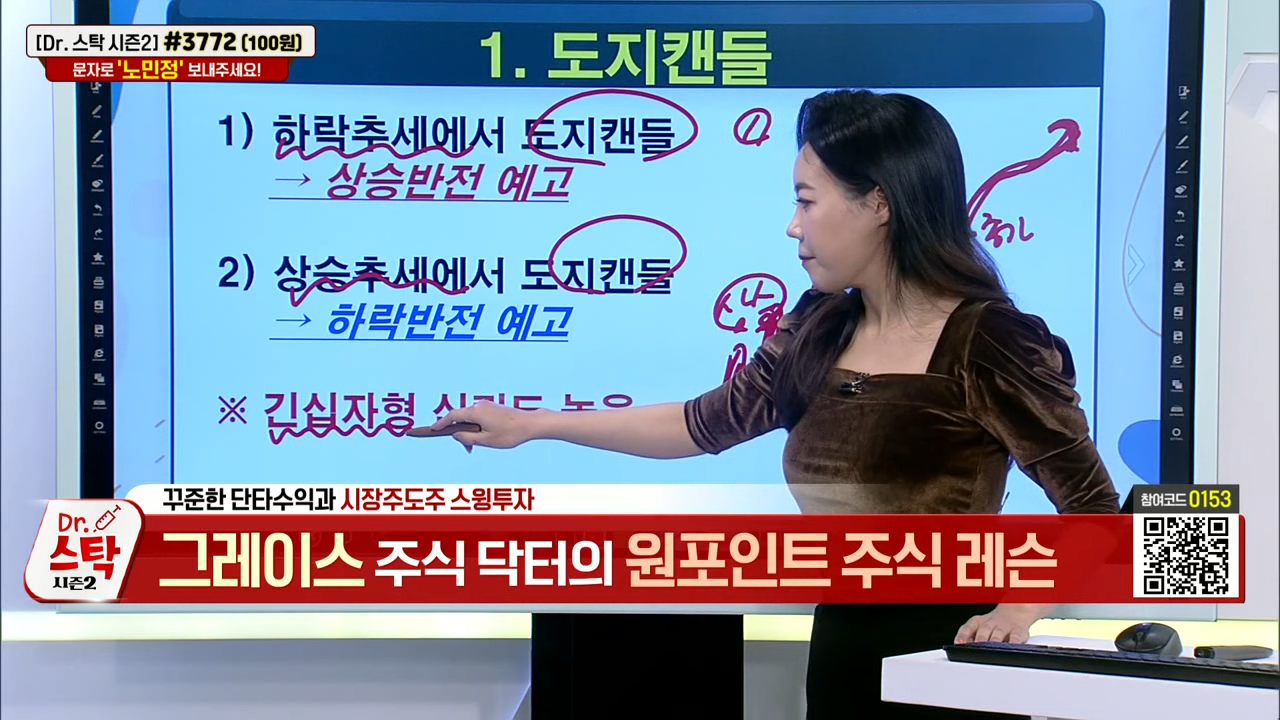 [Dr. 스탁 시즌2] #3772 (100원)
문자로 '노민정' 보내주세요!
1. 도지캔들
1) 하락추세에서 도지캔들
→ 상승반전 예고
①
증가
2) 상승추세에서 도지캔들
→ 하락반전 예고
※ 긴십자형
꾸준한 단타수익과 시장주도주 스윙투자
참여코드 0153
Dr.
스탁
시즌2
그레이스 주식 닥터의 원포인트 주식 레슨